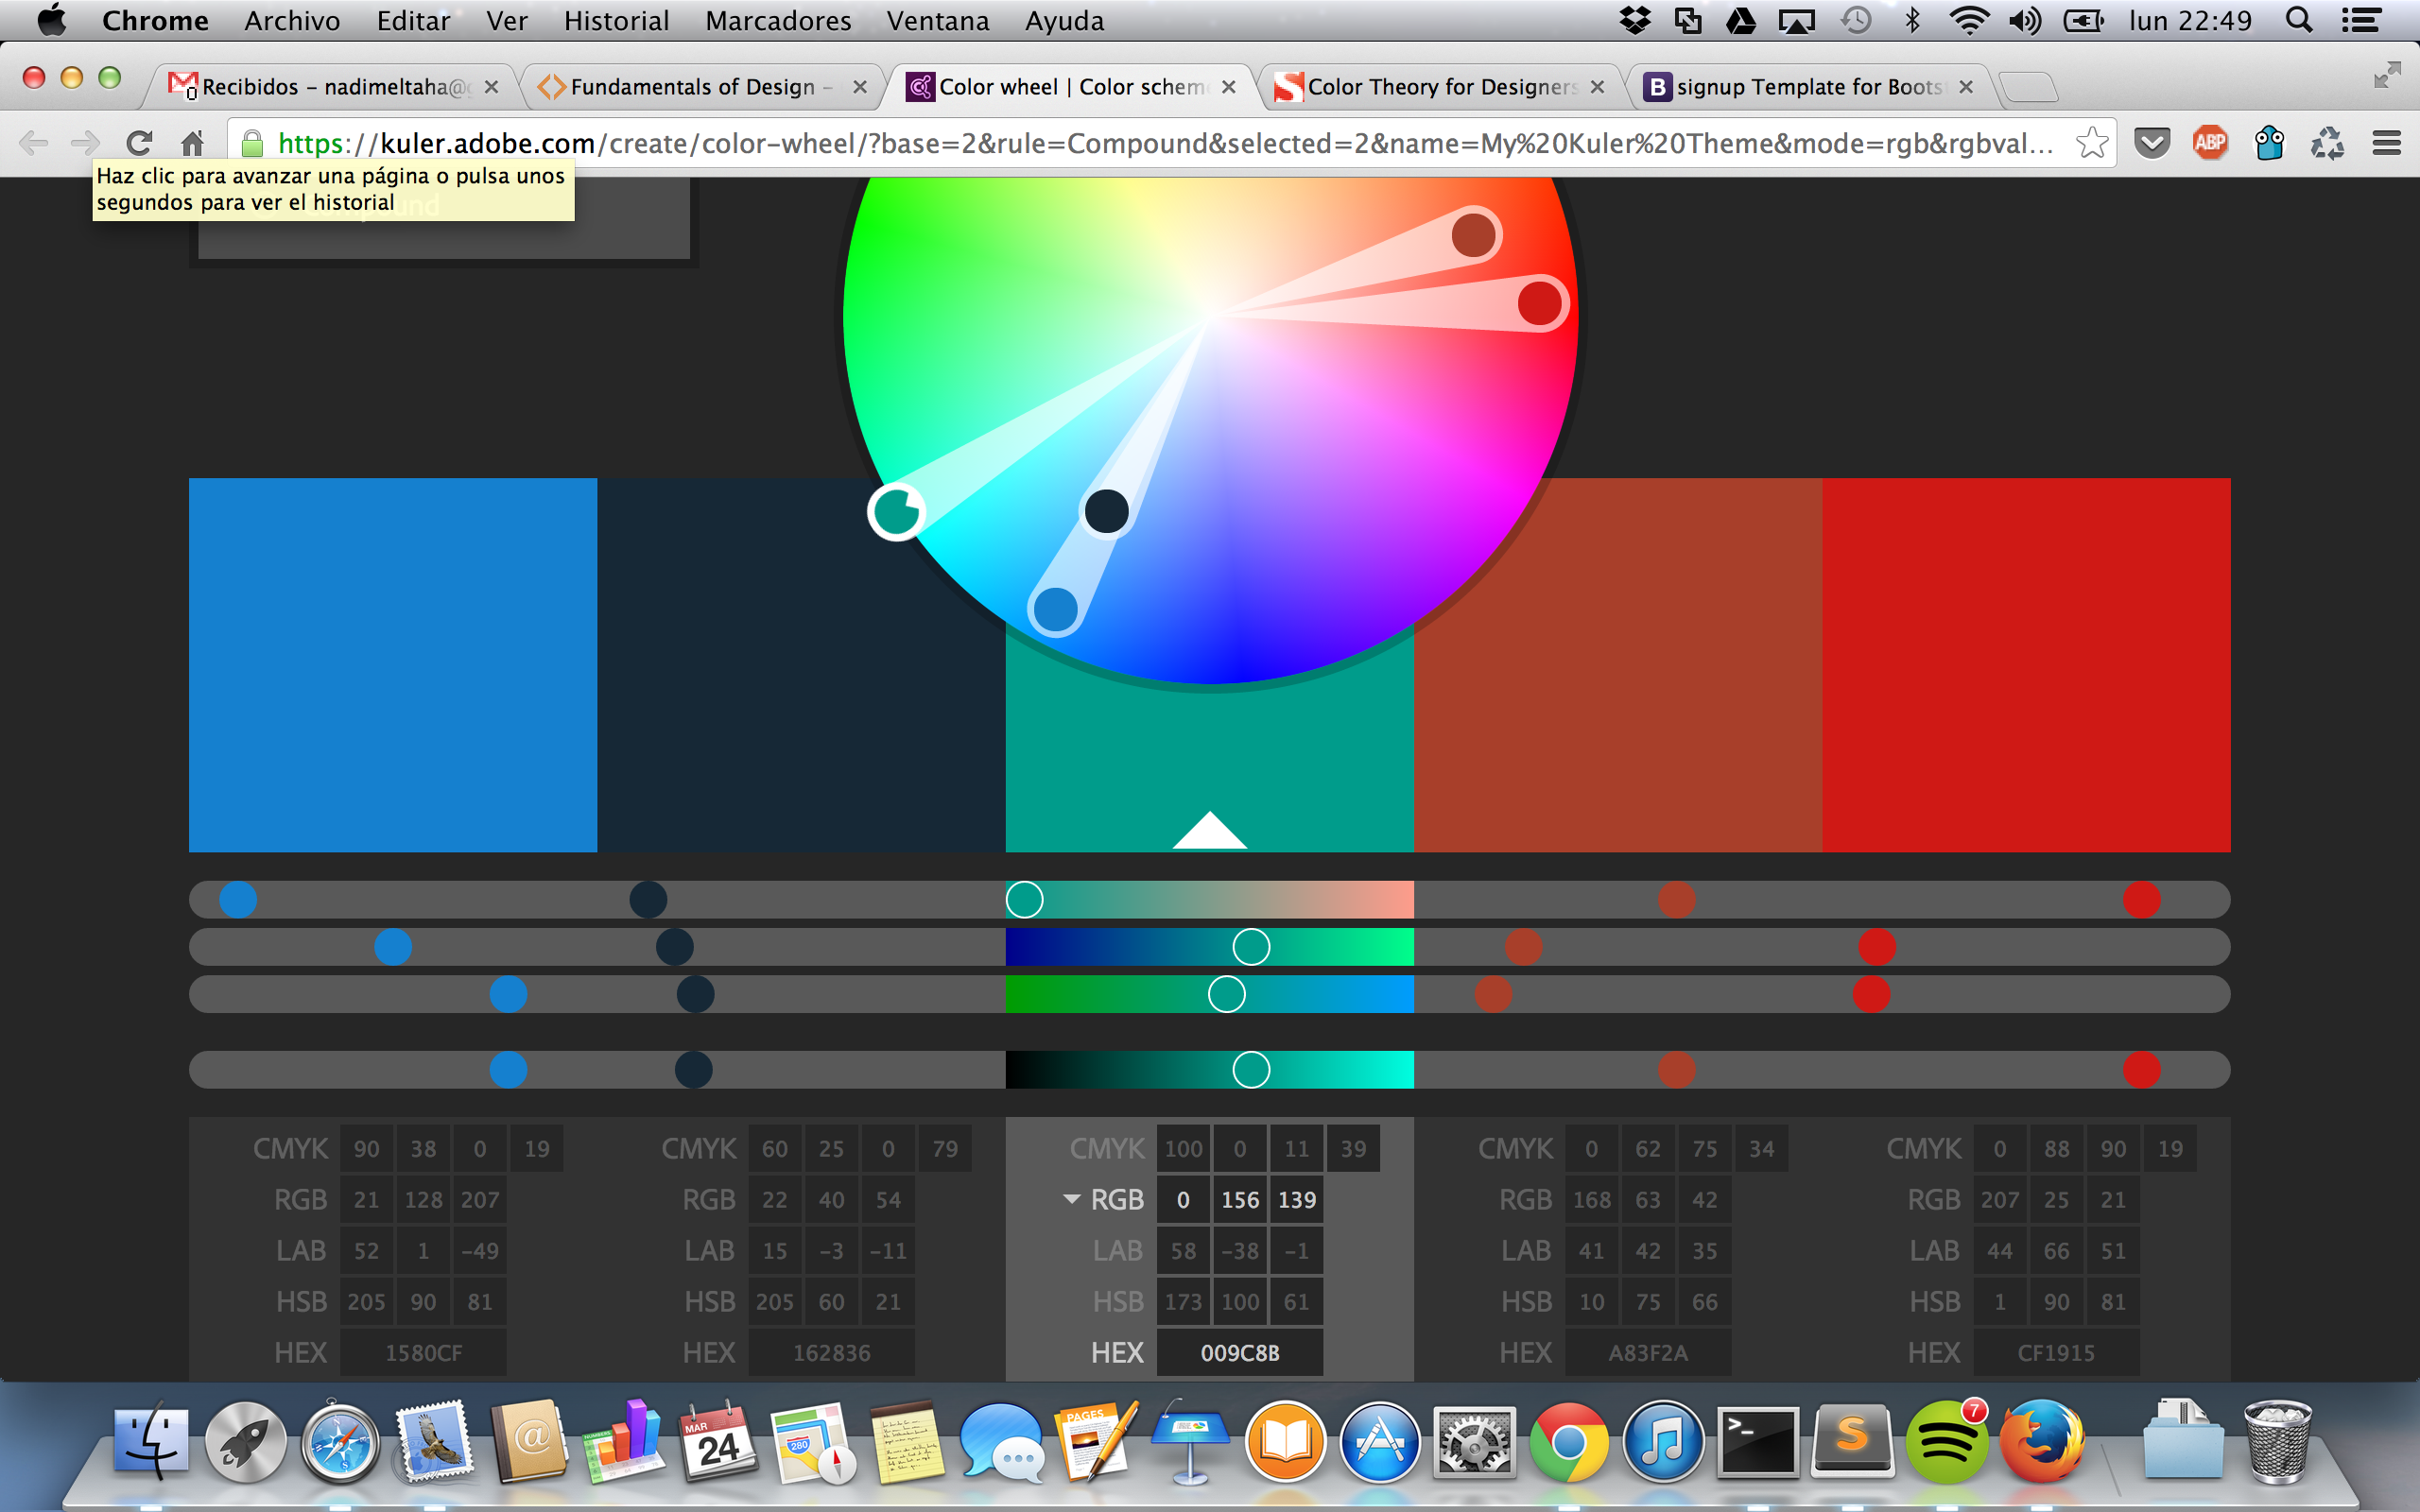 Chrome Archivo Editar Ver Historial Marcadores Ventana Ayuda lun 22:49
Recibidos – nadimeltaha@g Fundamentals of Design – Color wheel | Color schem Color Theory for Designers signup Template for Boots
https://kuler.adobe.com/create/color-wheel/?base=2&rule=Compound&selected=2&name=My%20Kuler%20Theme&mode=rgb&rgbval... ABP
Haz clic para avanzar una página o pulsa unos
segundos para ver el historial
CMYK 90 38 0 19 CMYK 60 25 0 79 CMYK 100 0 11 39 CMYK 0 62 75 34 CMYK 0 88 90 19
RGB 21 128 207 RGB 22 40 54 RGB 0 156 139 RGB 168 63 42 RGB 207 25 21
LAB 52 1 -49 LAB 15 -3 -11 LAB 58 -38 -1 LAB 41 42 35 LAB 44 66 51
HSB 205 90 81 HSB 205 60 21 HSB 173 100 61 HSB 10 75 66 HSB 1 90 81
HEX 1580CF HEX 162836 HEX 009C8B HEX A83F2A HEX CF1915
NUMBERS MAR 24 280 PAGES 7